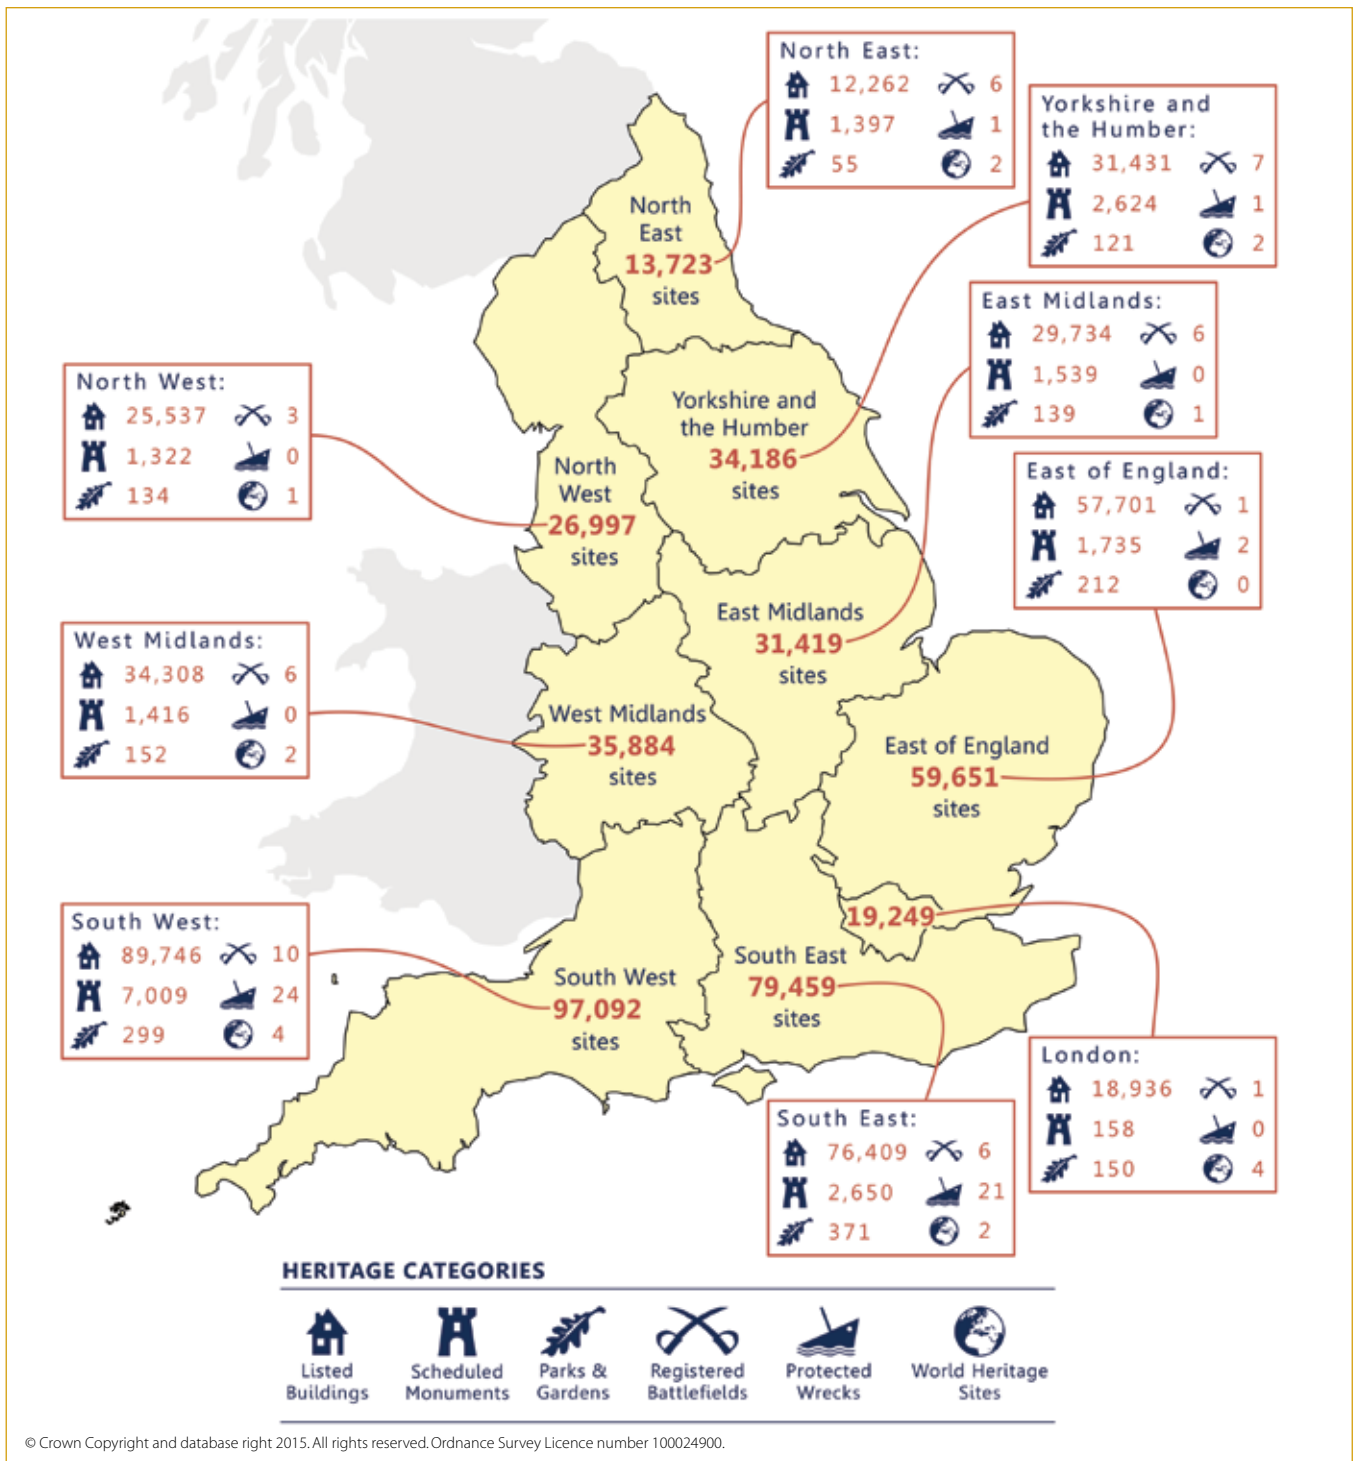 North East:
12,262 6
1,397 1
55 2
Yorkshire and
the Humber:
31,431 7
2,624 1
121 2
North
East
13,723
sites
East Midlands:
29,734 6
1,539 0
139 1
North West:
25,537 3
1,322 0
134 1
Yorkshire and
the Humber
34,186
sites
North
West
26,997
sites
East of England:
57,701 1
1,735 2
212 0
East Midlands
31,419
sites
West Midlands:
34,308 6
1,416 0
152 2
West Midlands
35,884
sites
East of England
59,651
sites
South West:
89,746 10
7,009 24
299 4
19,249
South East
79,459
sites
South West
97,092
sites
London:
18,936 1
158 0
150 4
South East:
76,409 6
2,650 21
371 2
HERITAGE CATEGORIES
Listed
Buildings
Scheduled
Monuments
Parks &
Gardens
Registered
Battlefields
Protected
Wrecks
World Heritage
Sites
© Crown Copyright and database right 2015. All rights reserved. Ordnance Survey Licence number 100024900.